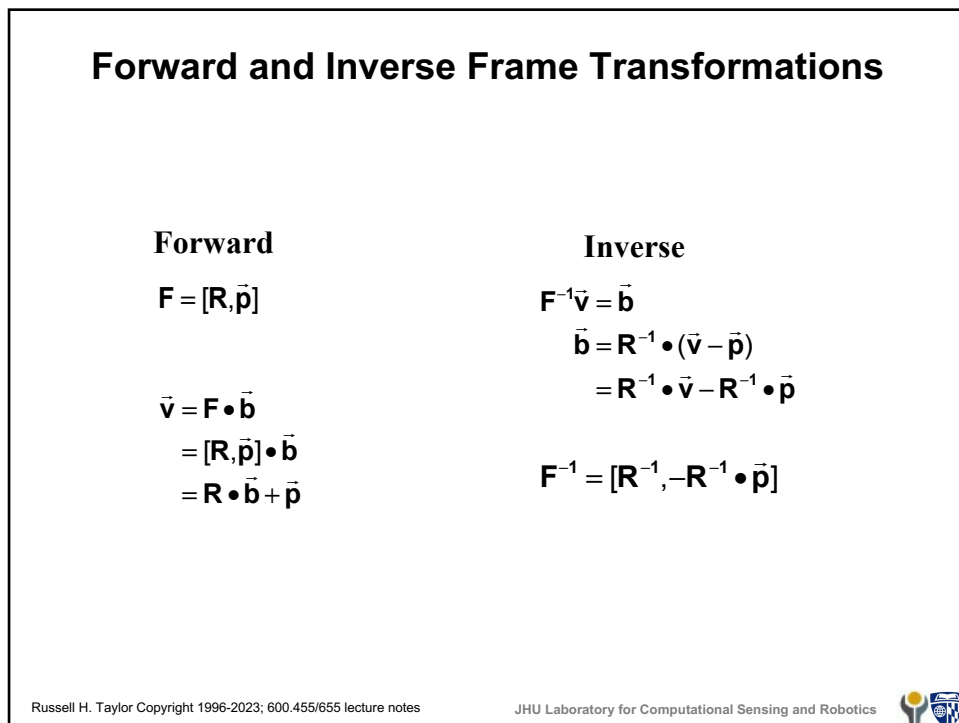 Forward and Inverse Frame Transformations
Forward
F = [R, p⃗]
v⃗ = F • b⃗
= [R, p⃗] • b⃗
= R • b⃗ + p⃗
Inverse
F⁻¹v⃗ = b⃗
b⃗ = R⁻¹ • (v⃗ − p⃗)
= R⁻¹ • v⃗ − R⁻¹ • p⃗
F⁻¹ = [R⁻¹, −R⁻¹ • p⃗]
Russell H. Taylor Copyright 1996-2023; 600.455/655 lecture notes
JHU Laboratory for Computational Sensing and Robotics